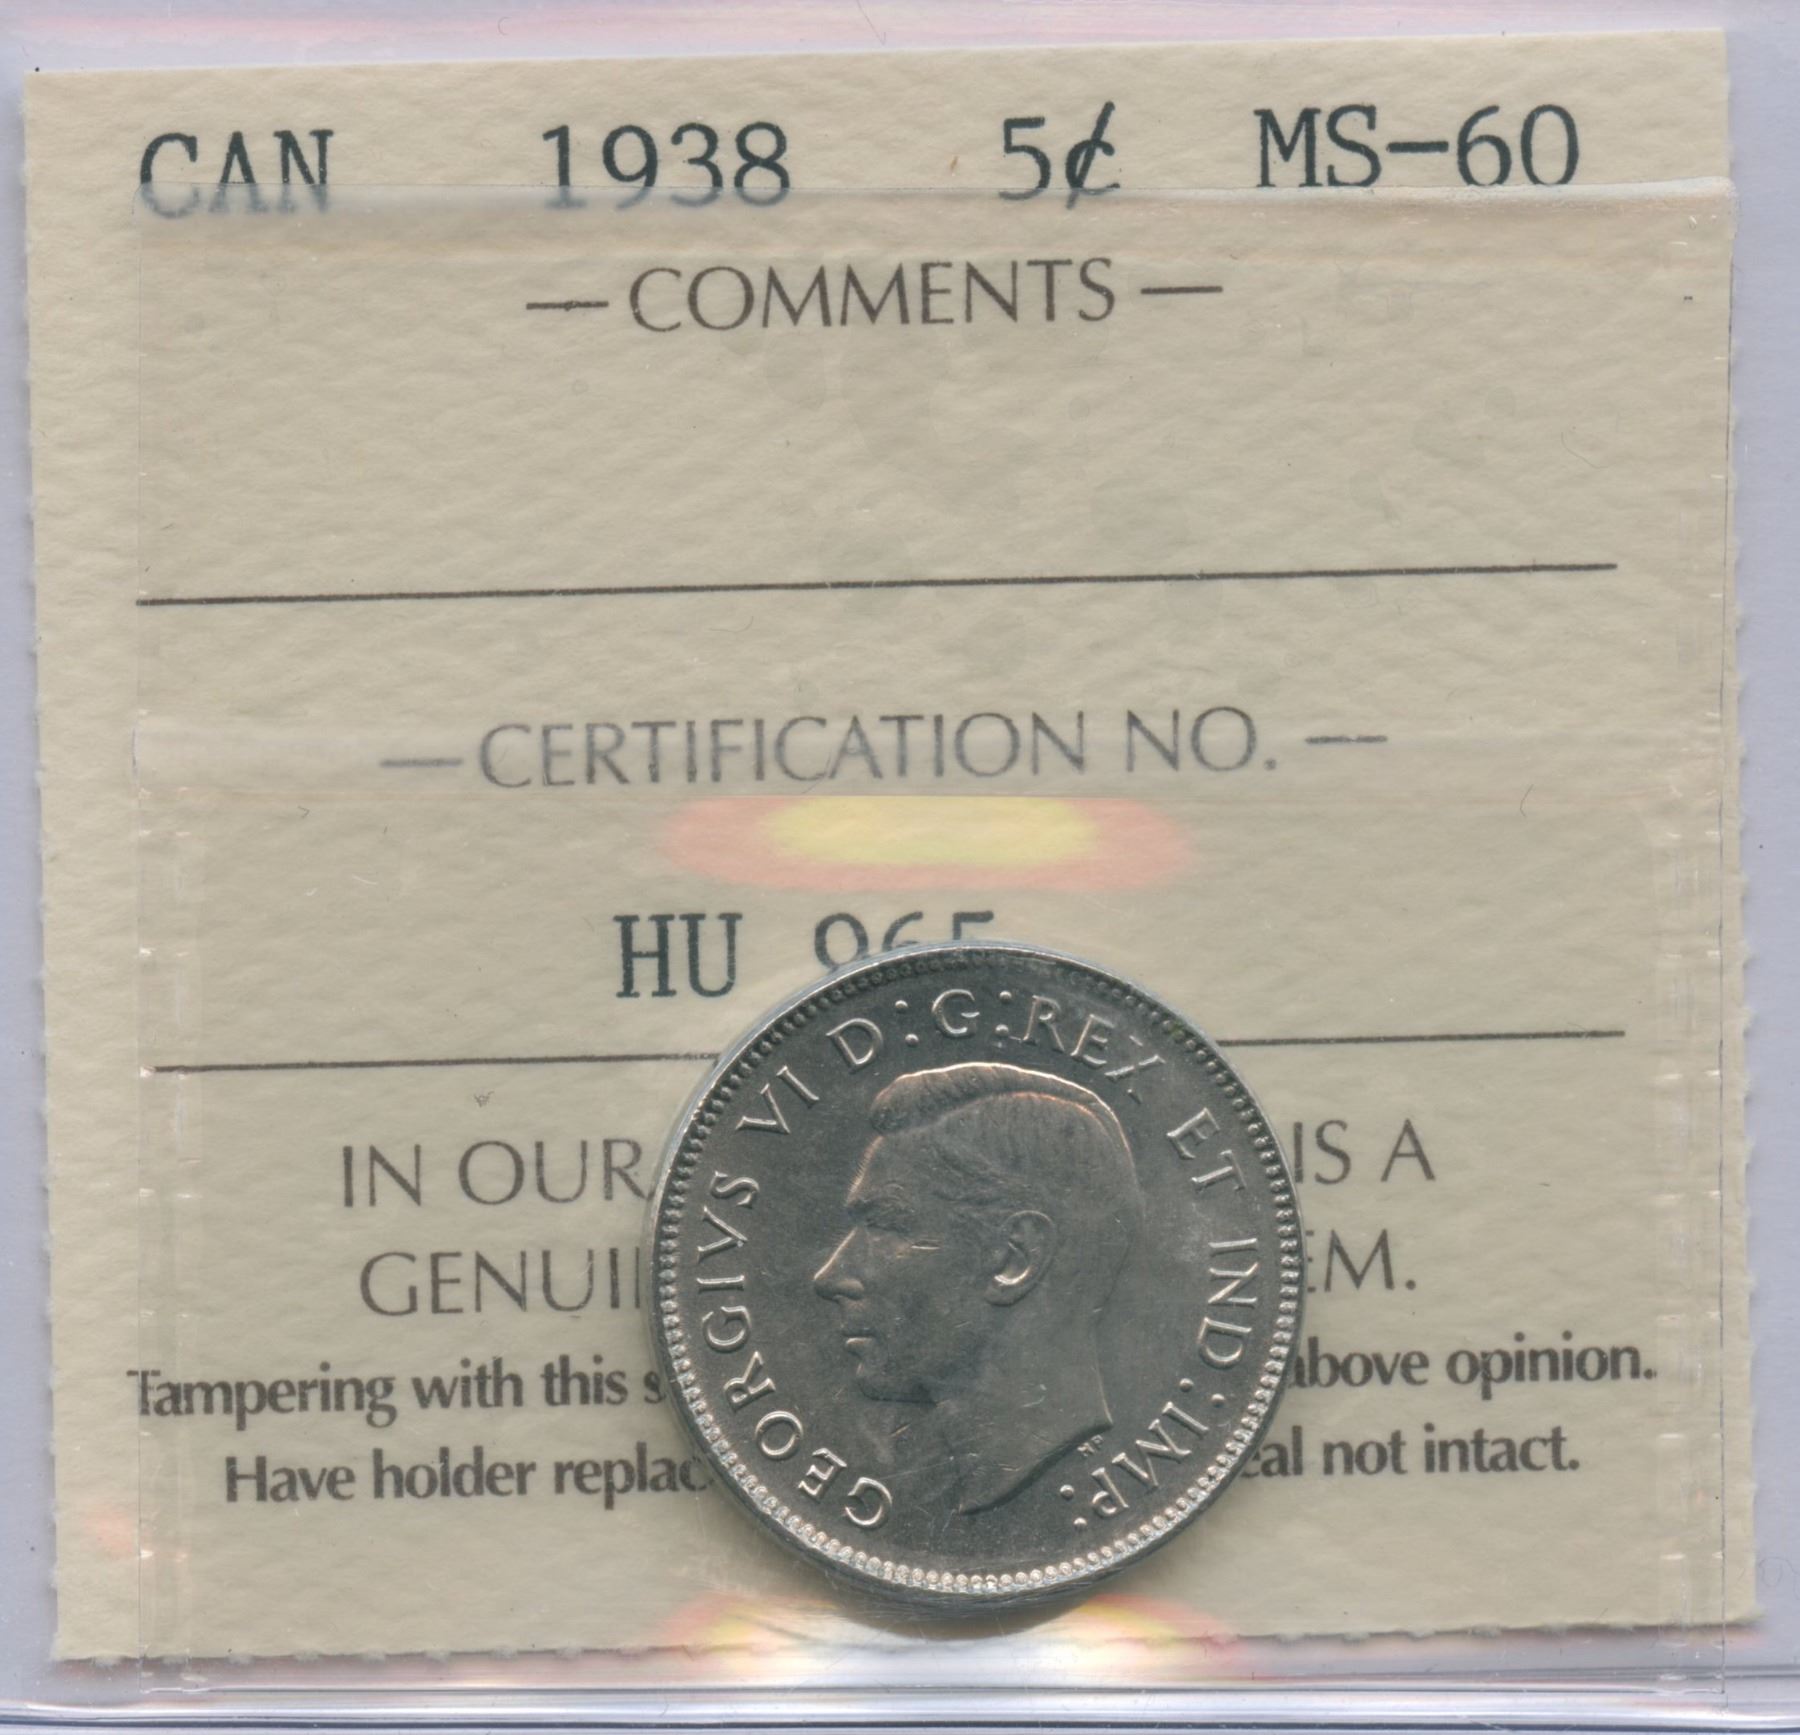 CAN 1938 5¢ MS-60
— COMMENTS —
— CERTIFICATION NO. —
HU
IN OUR IS A
GENUI EM.
Tampering with this s above opinion.
Have holder replac eal not intact.
GEORGIVS VI D:G:REX ET IND:IMP:
HP